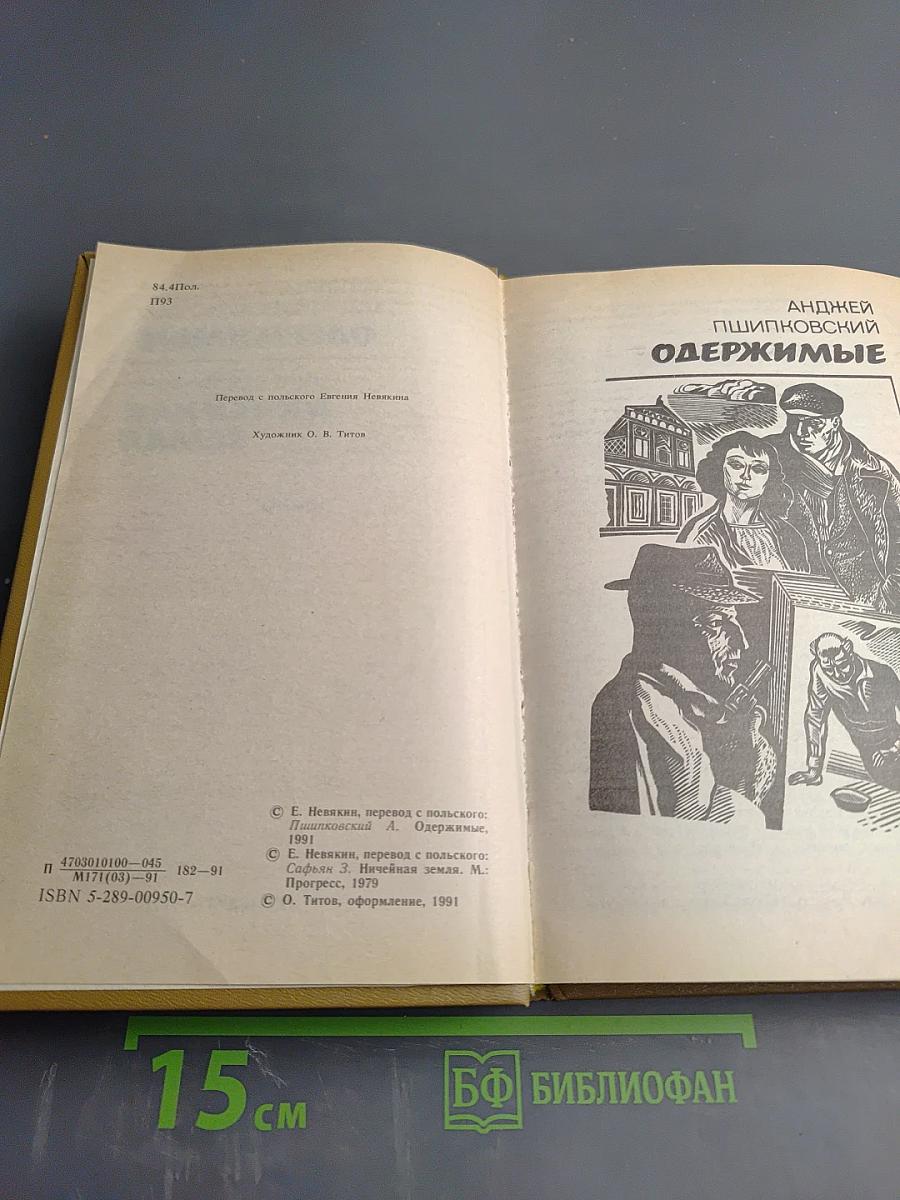 84.4Пол.
П93
Перевод с польского Евгения Невякина
Художник О. В. Титов
© Е. Невякин, перевод с польского:
Пшипковский А. Одержимые,
1991
© Е. Невякин, перевод с польского:
Сафьян З. Ничейная земля. М.:
Прогресс, 1979
© О. Титов, оформление, 1991
П 4703010100—045
М171(03)—91 182—91
ISBN 5-289-00950-7
АНДЖЕЙ
ПШИПКОВСКИЙ
ОДЕРЖИМЫЕ
15 см
БФ БИБЛИОФАН